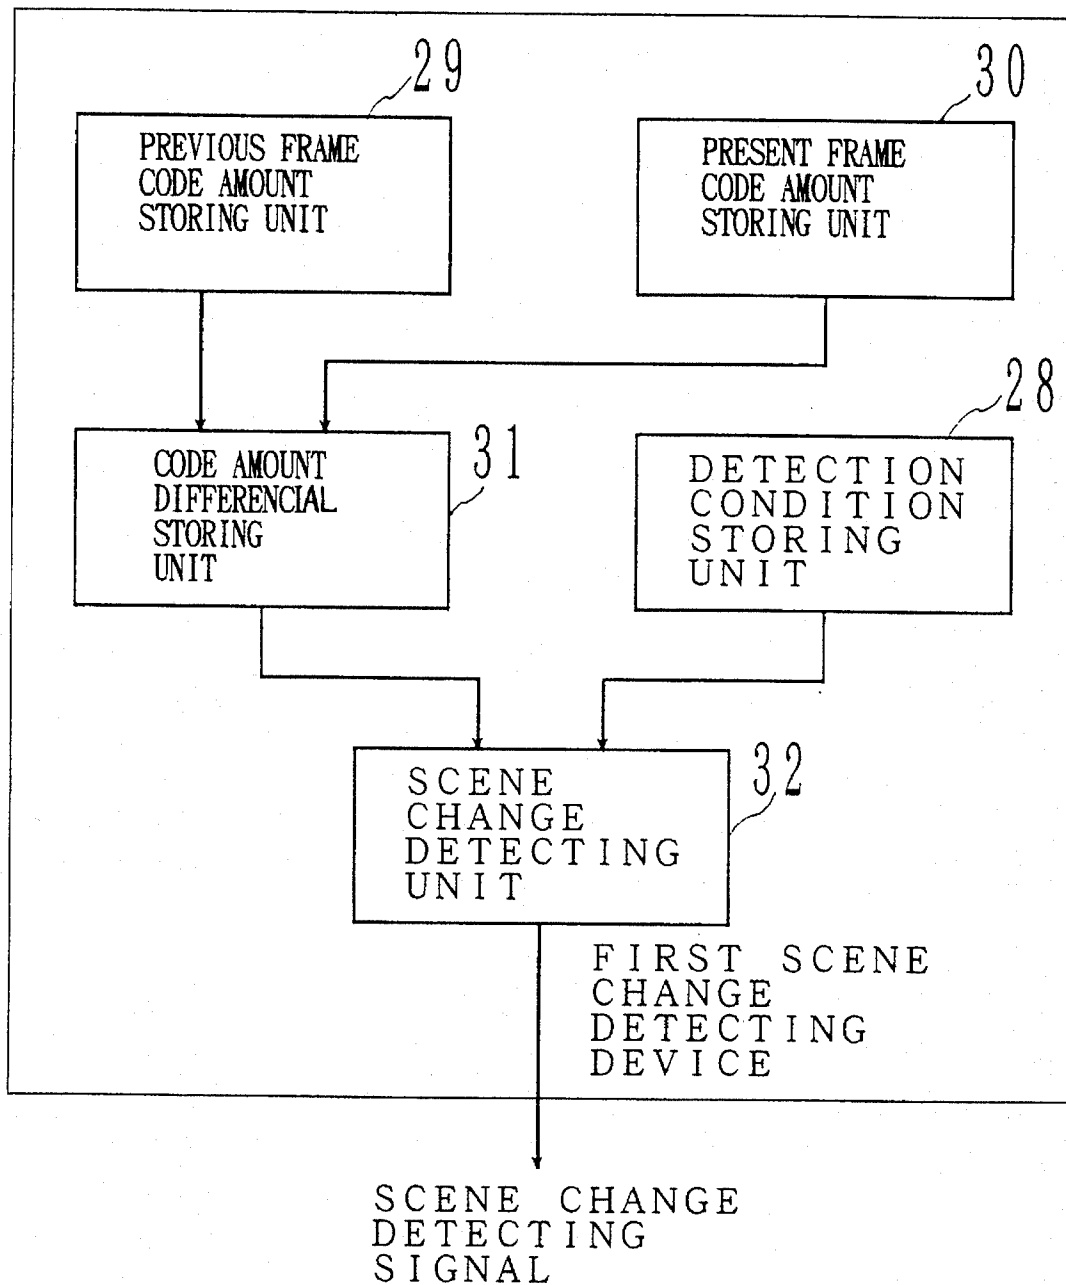 29
PREVIOUS FRAME
CODE AMOUNT
STORING UNIT
30
PRESENT FRAME
CODE AMOUNT
STORING UNIT
31
CODE AMOUNT
DIFFERENCIAL
STORING
UNIT
28
DETECTION
CONDITION
STORING
UNIT
32
SCENE
CHANGE
DETECTING
UNIT
FIRST SCENE
CHANGE
DETECTING
DEVICE
SCENE CHANGE
DETECTING
SIGNAL